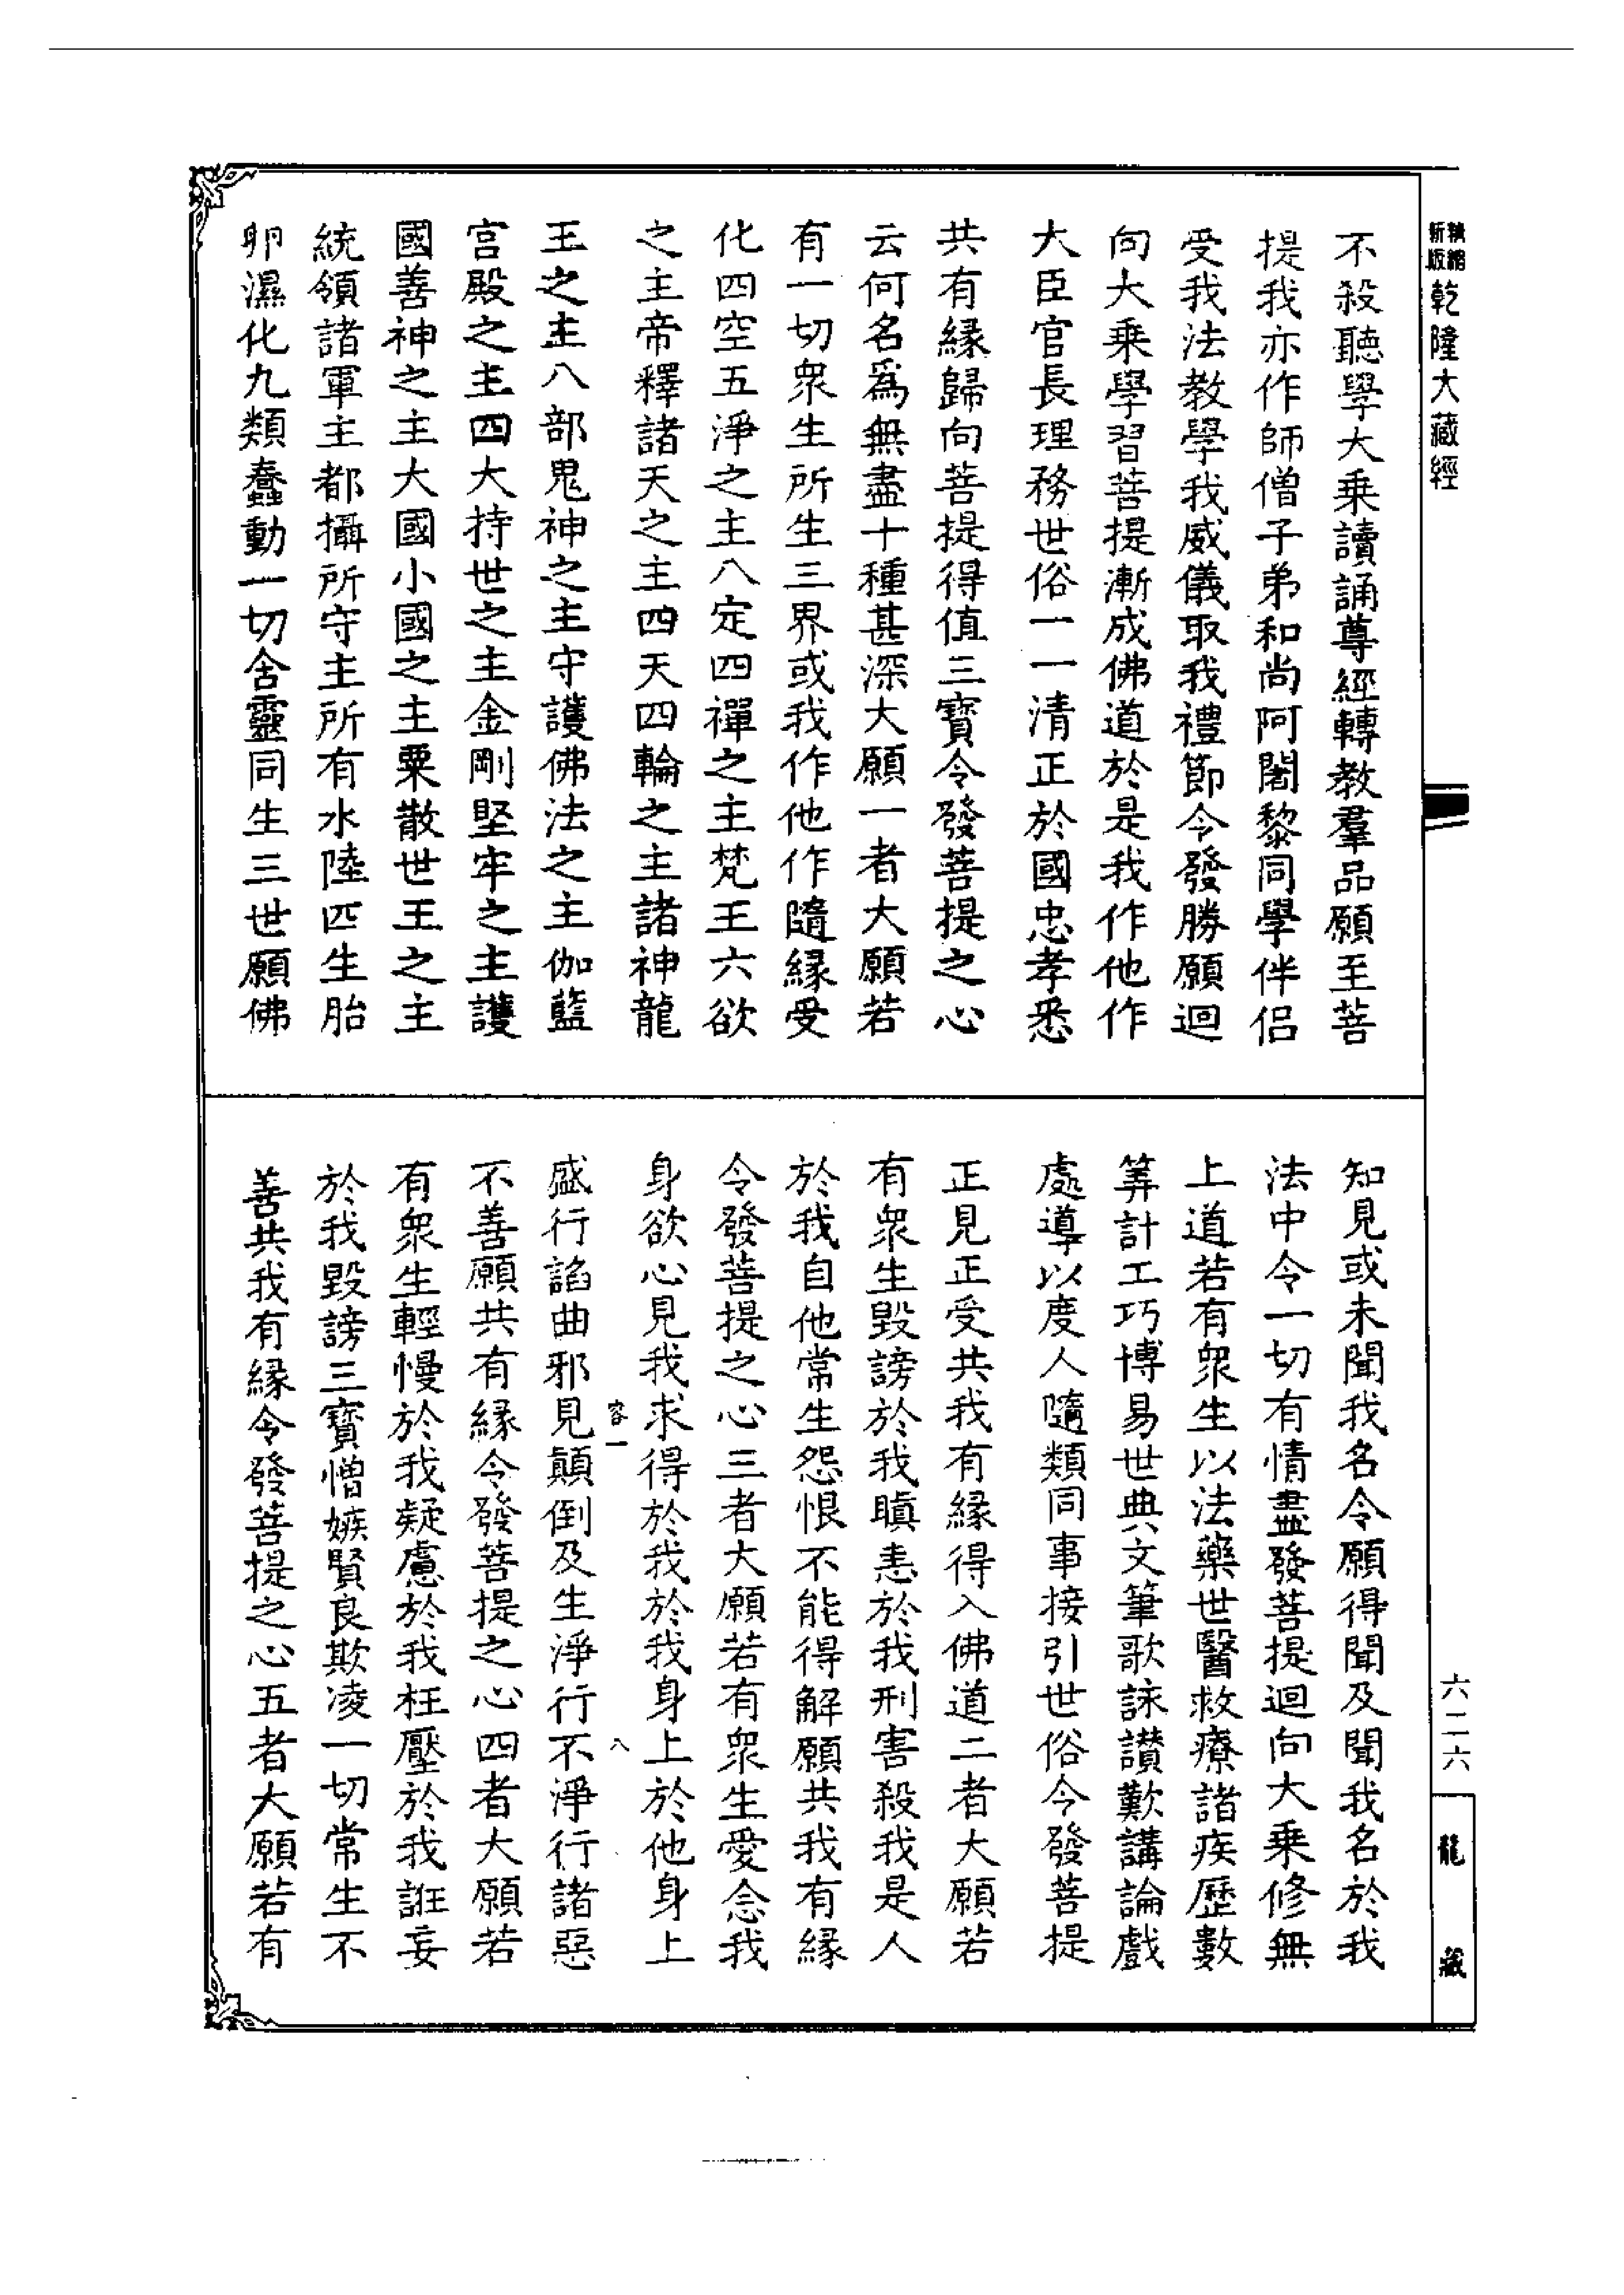 精縮新版乾隆大藏經
不殺聽學大乘讀誦尊經轉教羣品願至菩
提我亦作師僧子弟和尚阿闍黎同學伴侣
受我法教學我威儀取我禮節令發勝願迴
向大乘學習菩提漸成佛道於是我作他作
大臣官長理務世俗一一清正於國忠孝悉
共有緣歸向菩提得值三寶令發菩提之心
云何名爲無盡十種甚深大願一者大願若
有一切衆生所生三界或我作他作隨緣受
化四空五淨之主八定四禪之主梵王六欲
之主帝釋諸天之主四天四輪之主諸神龍
王之主八部鬼神之主守護佛法之主伽藍
宫殿之主四大持世之主金剛堅牢之主護
國善神之主大國小國之主粟散世王之主
統領諸軍主都攝所守主所有水陸四生胎
卵濕化九類蠢動一切含靈同生三世願佛
知見或未聞我名令願得聞及聞我名於我
法中令一切有情盡發菩提迴向大乘修無
上道若有衆生以法藥世醫救療諸疾歷數
筭計工巧博易世典文筆歌詠讃歎講論戲
處導以度人隨類同事接引世俗令發菩提
正見正受共我有緣得入佛道二者大願若
有衆生毀謗於我瞋恚於我刑害殺我是人
於我自他常生怨恨不能得解願共我有緣
令發菩提之心三者大願若有衆生愛念我
身欲心見我求得於我於我身上於他身上
容一
八
盛行諂曲邪見顛倒及生淨行不淨行諸惡
不善願共有緣令發菩提之心四者大願若
有衆生輕慢於我疑慮於我枉壓於我誑妄
於我毀謗三寶憎嫉賢良欺凌一切常生不
善共我有緣令發菩提之心五者大願若有
六二六
龍藏